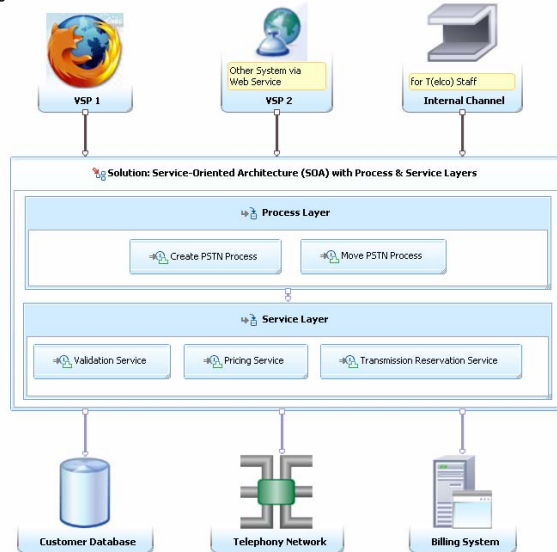 Other System via
Web Service
for T(elco) Staff
VSP 1
VSP 2
Internal Channel
Solution: Service-Oriented Architecture (SOA) with Process & Service Layers
Process Layer
Create PSTN Process
Move PSTN Process
Service Layer
Validation Service
Pricing Service
Transmission Reservation Service
Customer Database
Telephony Network
Billing System